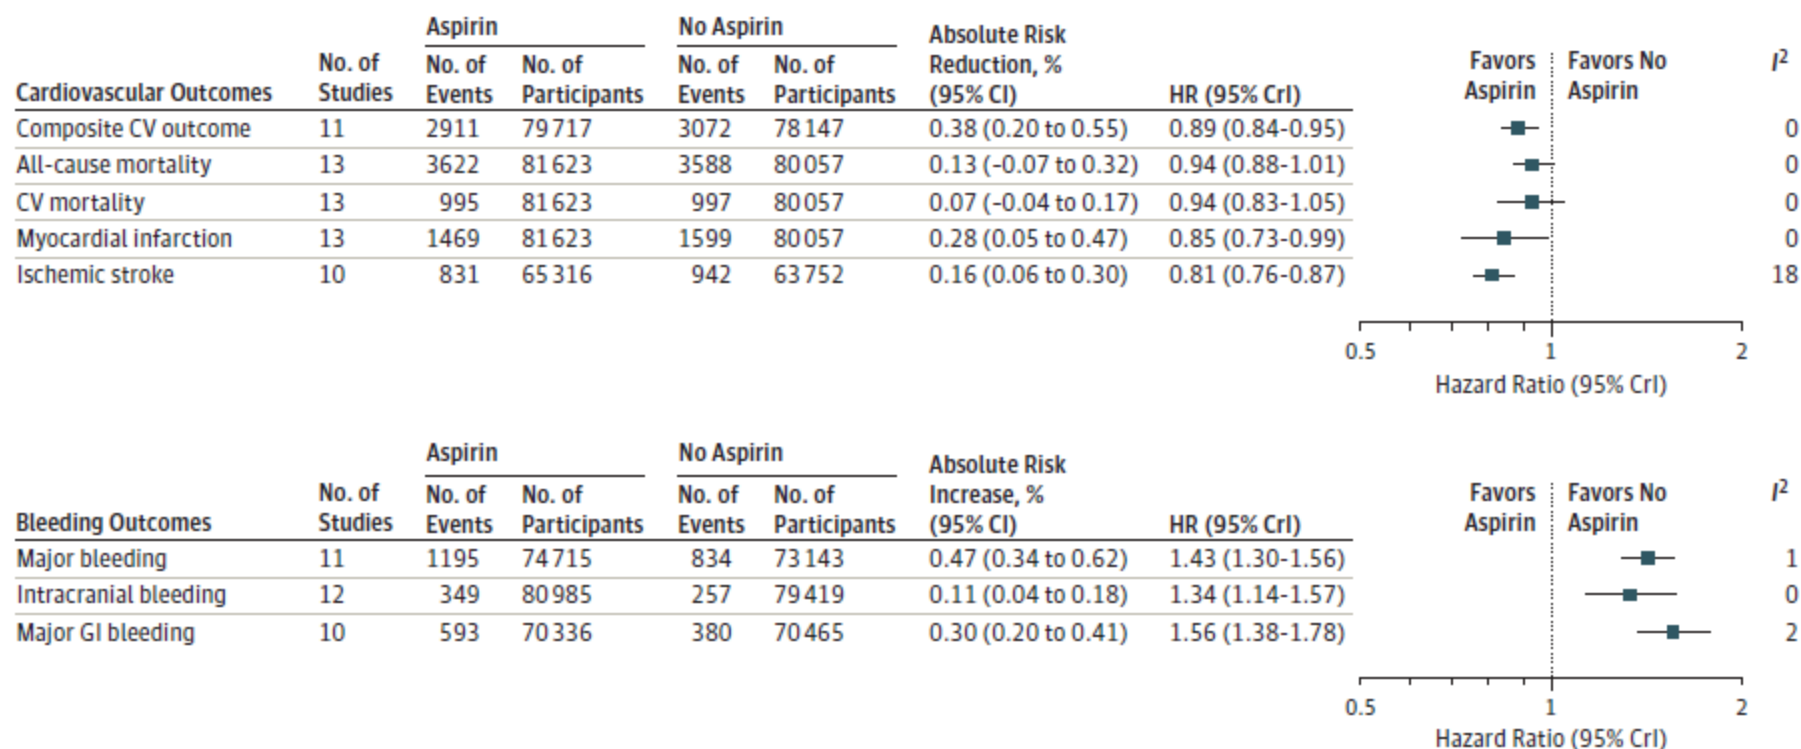 Aspirin No Aspirin Absolute Risk
No. of No. of No. of No. of No. of Reduction, % Favors Favors No I2
Cardiovascular Outcomes Studies Events Participants Events Participants (95% CI) HR (95% CrI) Aspirin Aspirin
Composite CV outcome 11 2911 79717 3072 78147 0.38 (0.20 to 0.55) 0.89 (0.84-0.95) 0
All-cause mortality 13 3622 81623 3588 80057 0.13 (−0.07 to 0.32) 0.94 (0.88-1.01) 0
CV mortality 13 995 81623 997 80057 0.07 (−0.04 to 0.17) 0.94 (0.83-1.05) 0
Myocardial infarction 13 1469 81623 1599 80057 0.28 (0.05 to 0.47) 0.85 (0.73-0.99) 0
Ischemic stroke 10 831 65316 942 63752 0.16 (0.06 to 0.30) 0.81 (0.76-0.87) 18
0.5 1 2
Hazard Ratio (95% CrI)
Aspirin No Aspirin Absolute Risk
No. of No. of No. of No. of No. of Increase, % Favors Favors No I2
Bleeding Outcomes Studies Events Participants Events Participants (95% CI) HR (95% CrI) Aspirin Aspirin
Major bleeding 11 1195 74715 834 73143 0.47 (0.34 to 0.62) 1.43 (1.30-1.56) 1
Intracranial bleeding 12 349 80985 257 79419 0.11 (0.04 to 0.18) 1.34 (1.14-1.57) 0
Major GI bleeding 10 593 70336 380 70465 0.30 (0.20 to 0.41) 1.56 (1.38-1.78) 2
0.5 1 2
Hazard Ratio (95% CrI)